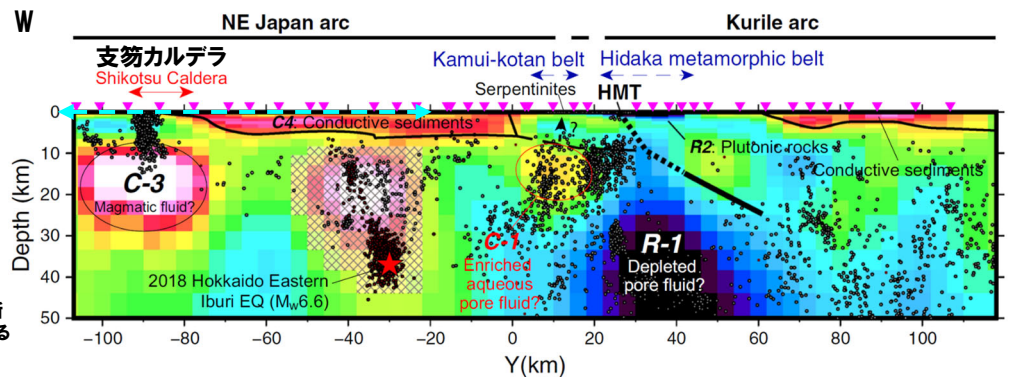 W
NE Japan arc
Kurile arc
支笏カルデラ
Shikotsu Caldera
Kamui-kotan belt
Hidaka metamorphic belt
Serpentinites
HMT
C4: Conductive sediments
?
R2: Plutonic rocks
Conductive sediments
C-3
Magmatic fluid?
C-1
Enriched
aqueous
pore fluid?
R-1
Depleted
pore fluid?
2018 Hokkaido Eastern
Iburi EQ (Mw6.6)
る
Depth (km)
0
10
20
30
40
50
−100 −80 −60 −40 −20 0 20 40 60 80 100
Y(km)